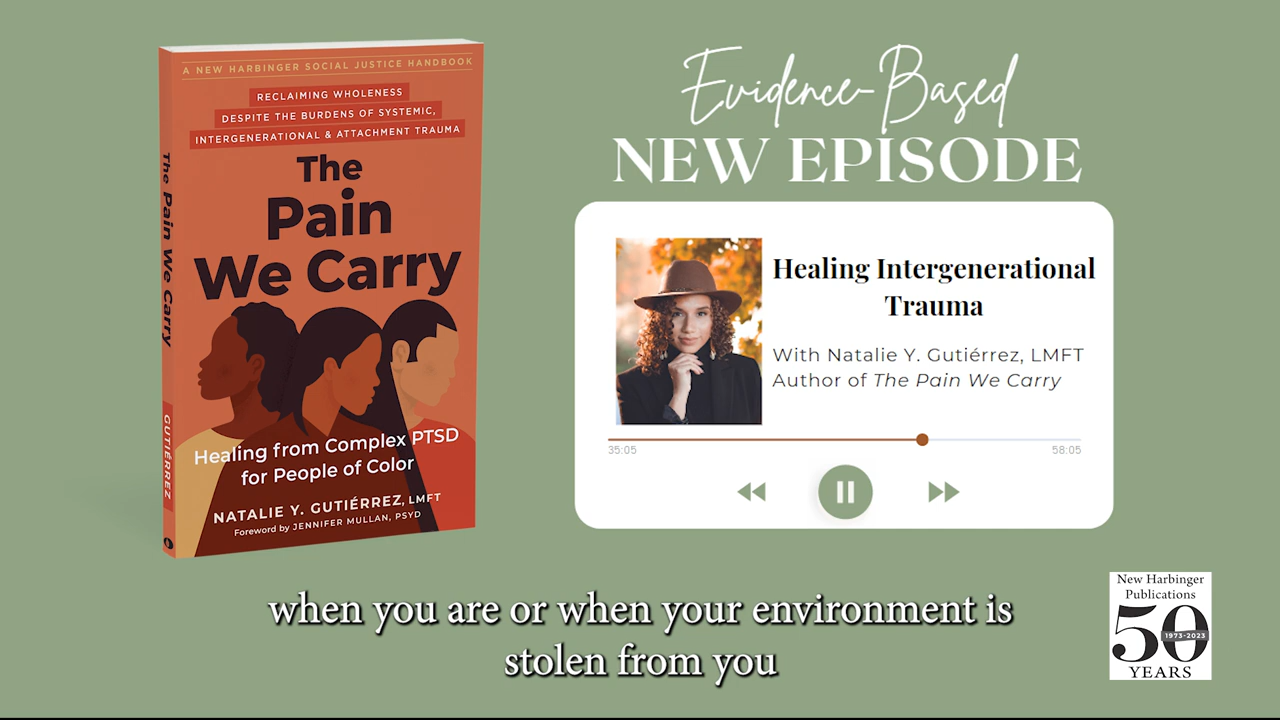 A NEW HARBINGER SOCIAL JUSTICE HANDBOOK
RECLAIMING WHOLENESS
DESPITE THE BURDENS OF SYSTEMIC,
INTERGENERATIONAL & ATTACHMENT TRAUMA
The
Pain
We Carry
Healing from Complex PTSD
for People of Color
NATALIE Y. GUTIÉRREZ, LMFT
Foreword by JENNIFER MULLAN, PSYD
The Pain We Carry
GUTIÉRREZ
Evidence-Based
NEW EPISODE
Healing Intergenerational
Trauma
With Natalie Y. Gutiérrez, LMFT
Author of The Pain We Carry
35:05
58:05
when you are or when your environment is
stolen from you
New Harbinger
Publications
50
1973-2023
YEARS